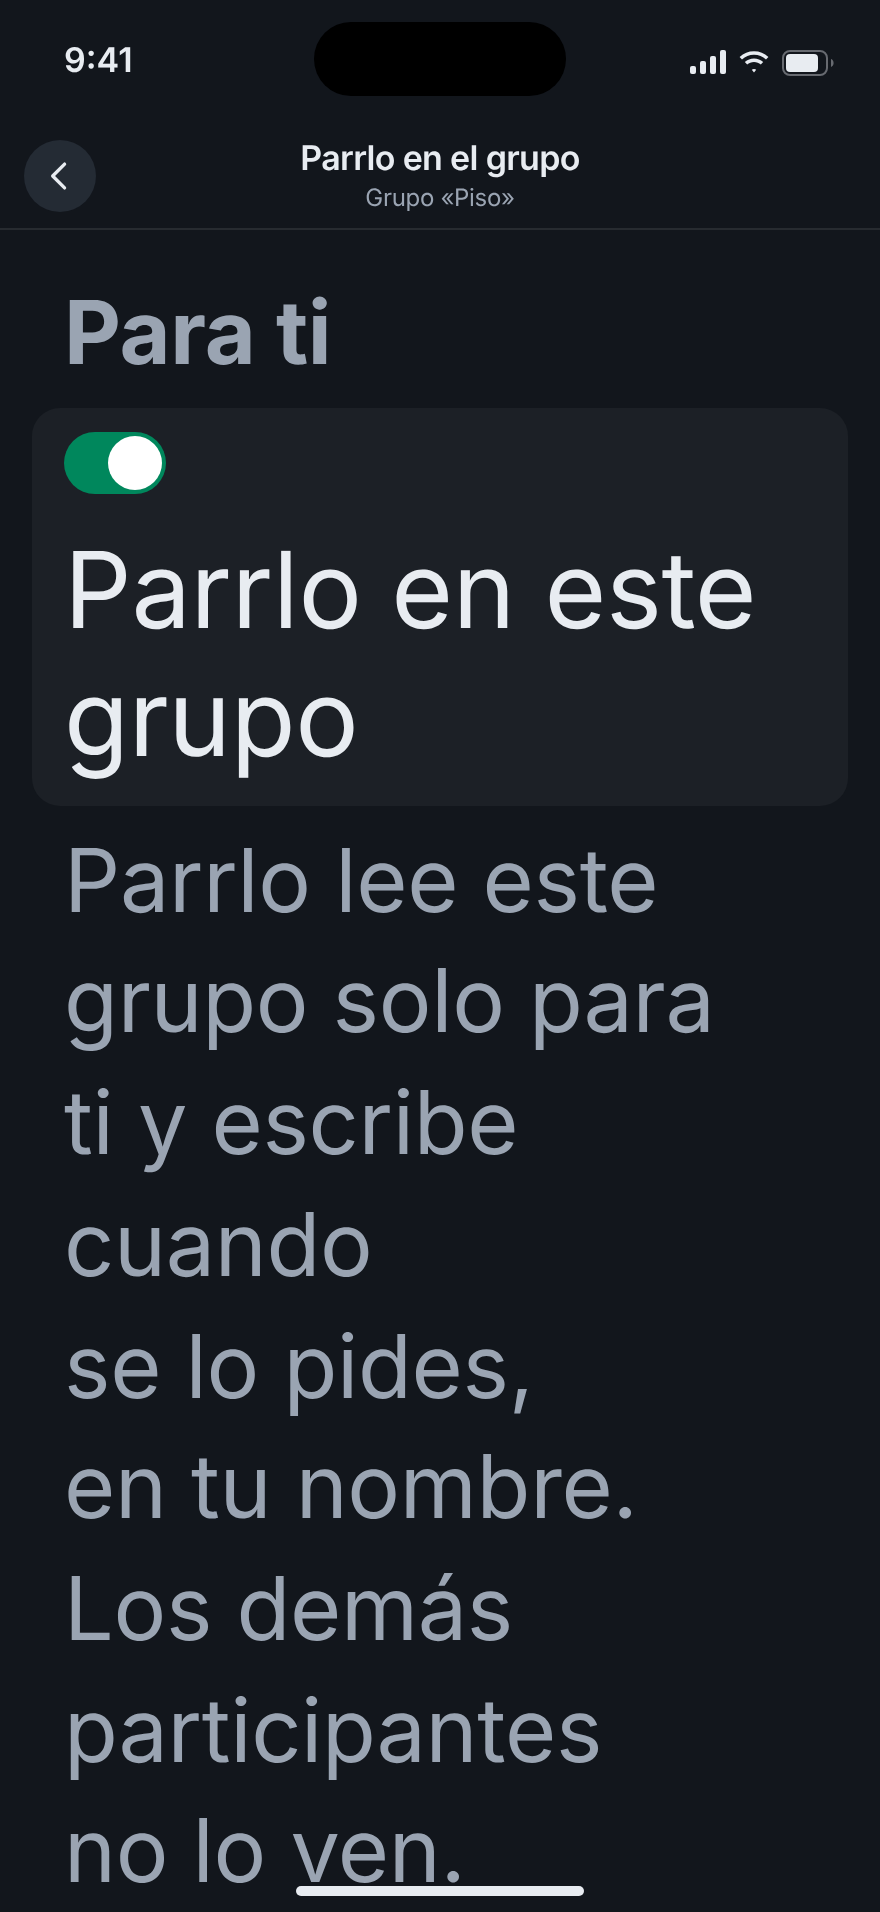 9:41
Parrlo en el grupo
Grupo «Piso»
Para ti
Parrlo en este
grupo
Parrlo lee este
grupo solo para
ti y escribe
cuando
se lo pides,
en tu nombre.
Los demás
participantes
no lo ven.